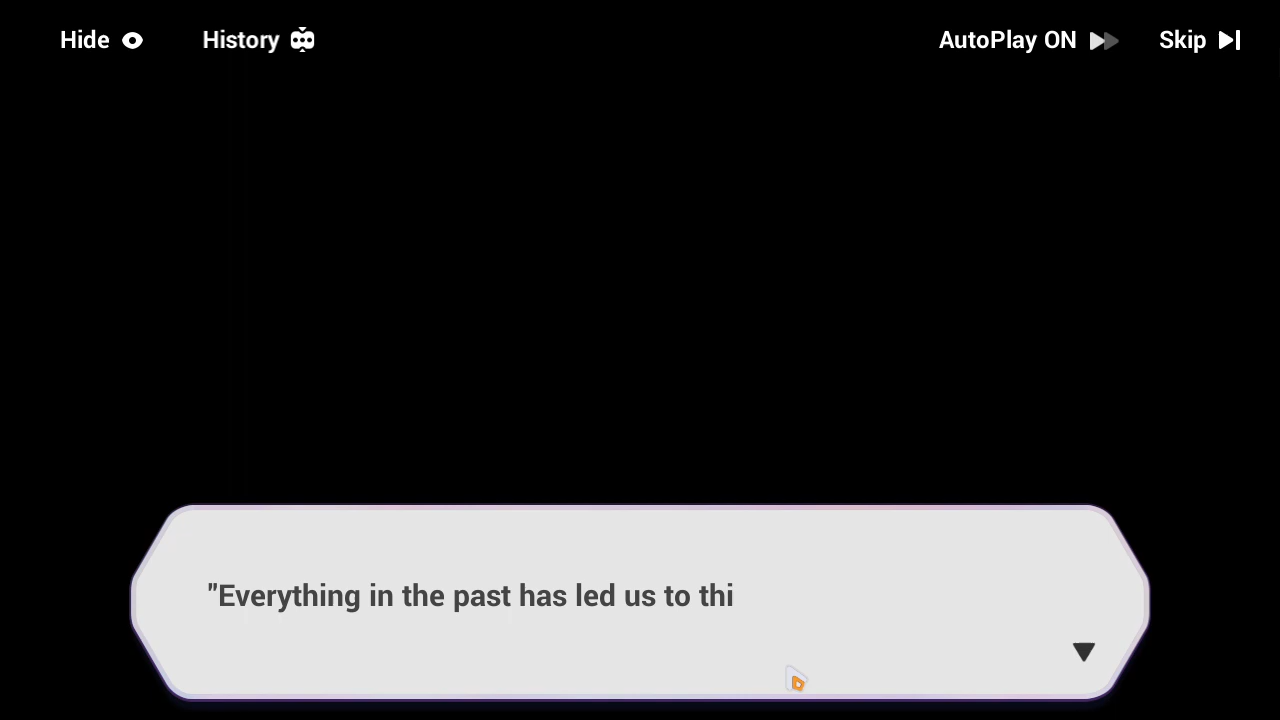 Hide
History
AutoPlay ON
Skip
"Everything in the past has led us to thi